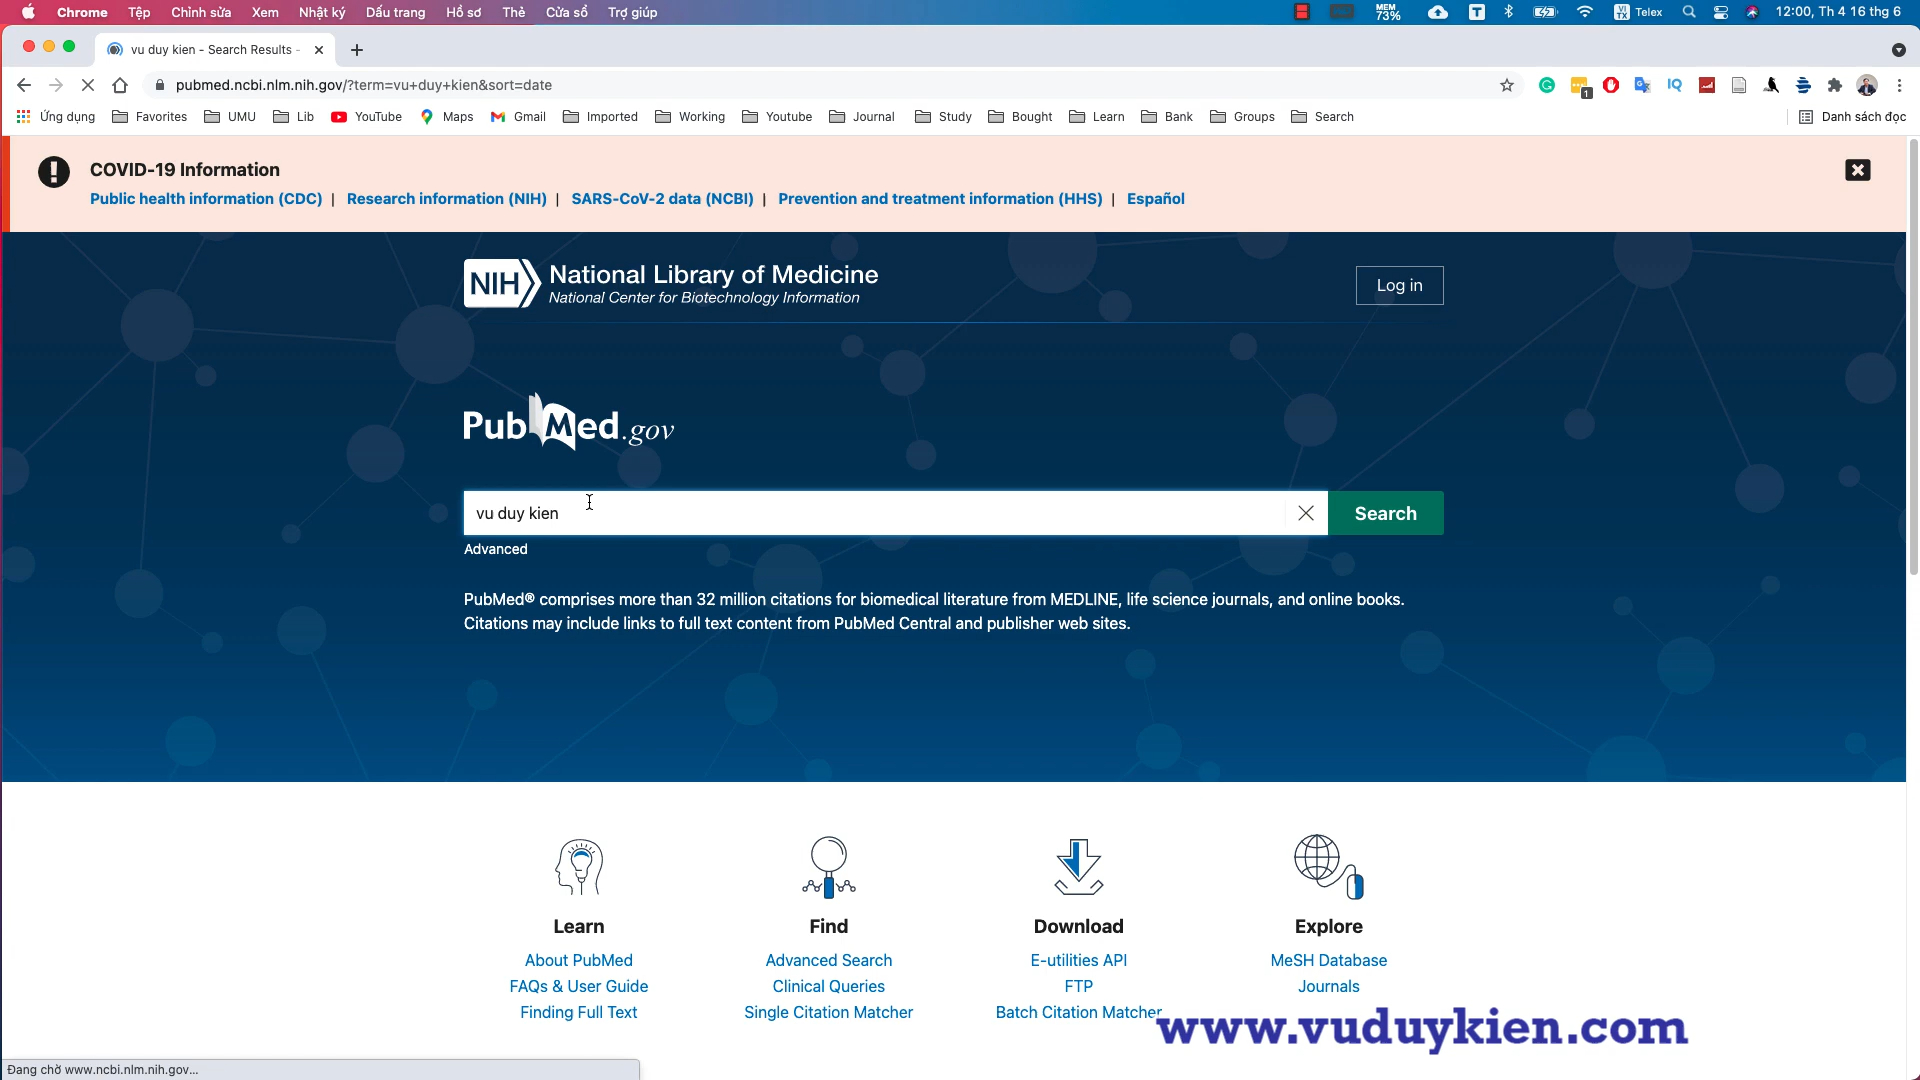 Chrome Tệp Chỉnh sửa Xem Nhật ký Dấu trang Hồ sơ Thẻ Cửa sổ Trợ giúp MEM 73% T VI TX Telex 12:00, Th 4 16 thg 6
vu duy kien - Search Results -
pubmed.ncbi.nlm.nih.gov/?term=vu+duy+kien&sort=date 1 IQ
Ứng dụng Favorites UMU Lib YouTube Maps Gmail Imported Working Youtube Journal Study Bought Learn Bank Groups Search Danh sách đọc
COVID-19 Information
Public health information (CDC) | Research information (NIH) | SARS-CoV-2 data (NCBI) | Prevention and treatment information (HHS) | Español
NIH National Library of Medicine
National Center for Biotechnology Information
Log in
PubMed.gov
vu duy kien
Search
Advanced
PubMed® comprises more than 32 million citations for biomedical literature from MEDLINE, life science journals, and online books.
Citations may include links to full text content from PubMed Central and publisher web sites.
Learn Find Download Explore
About PubMed Advanced Search E-utilities API MeSH Database
FAQs & User Guide Clinical Queries FTP Journals
Finding Full Text Single Citation Matcher Batch Citation Matcher
www.vuduykien.com
Đang chờ www.ncbi.nlm.nih.gov...